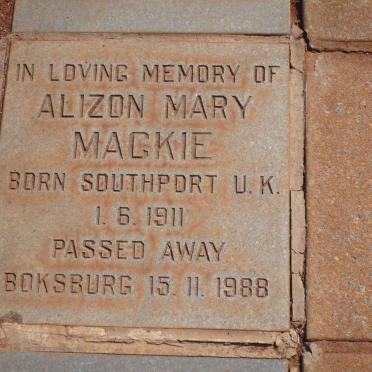 IN LOVING MEMORY OF
ALIZON MARY
MACKIE
BORN SOUTHPORT U.K.
1. 6. 1911
PASSED AWAY
BOKSBURG 15. 11. 1988